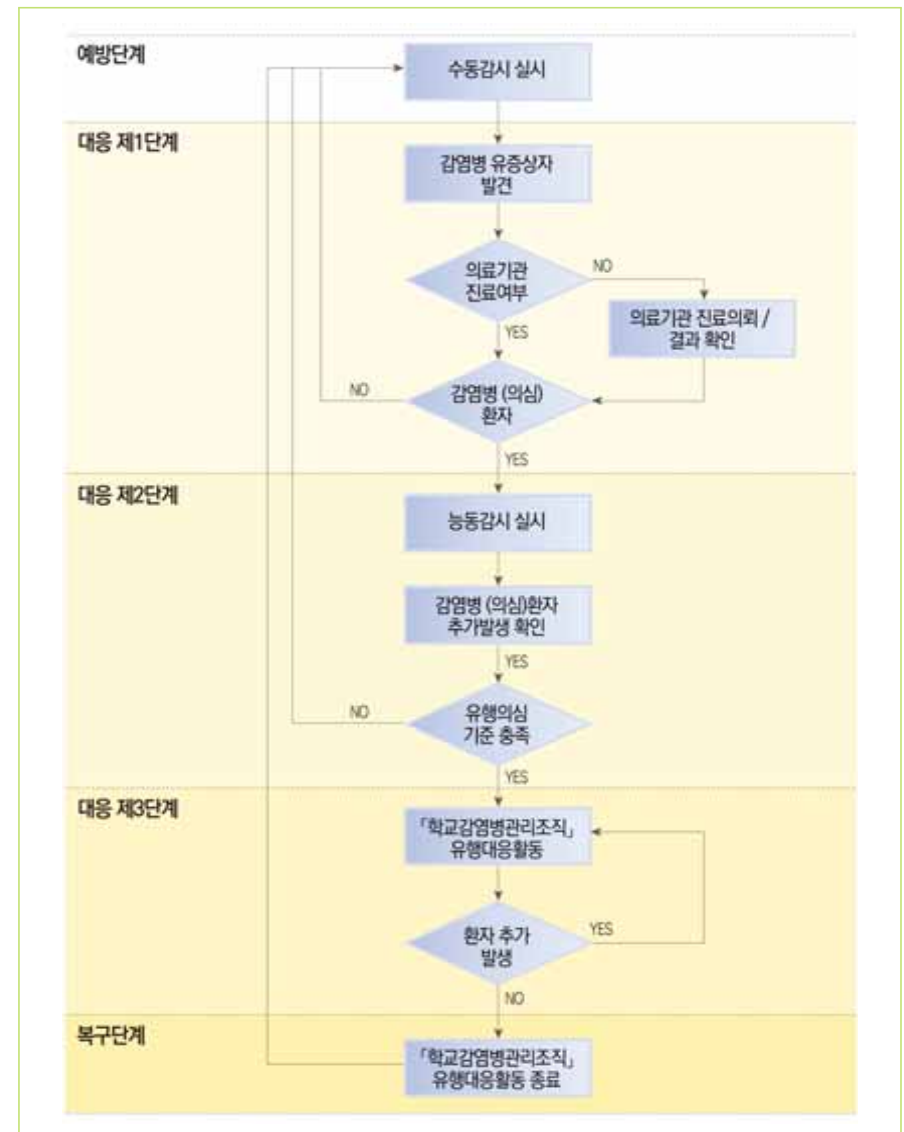 예방단계
수동감시 실시
대응 제1단계
감염병 유증상자
발견
의료기관
진료여부
NO
의료기관 진료의뢰 /
결과 확인
YES
감염병 (의심)
환자
NO
YES
대응 제2단계
능동감시 실시
감염병 (의심)환자
추가발생 확인
YES
유행의심
기준 충족
NO
YES
대응 제3단계
「학교감염병관리조직」
유행대응활동
환자 추가
발생
YES
NO
복구단계
「학교감염병관리조직」
유행대응활동 종료